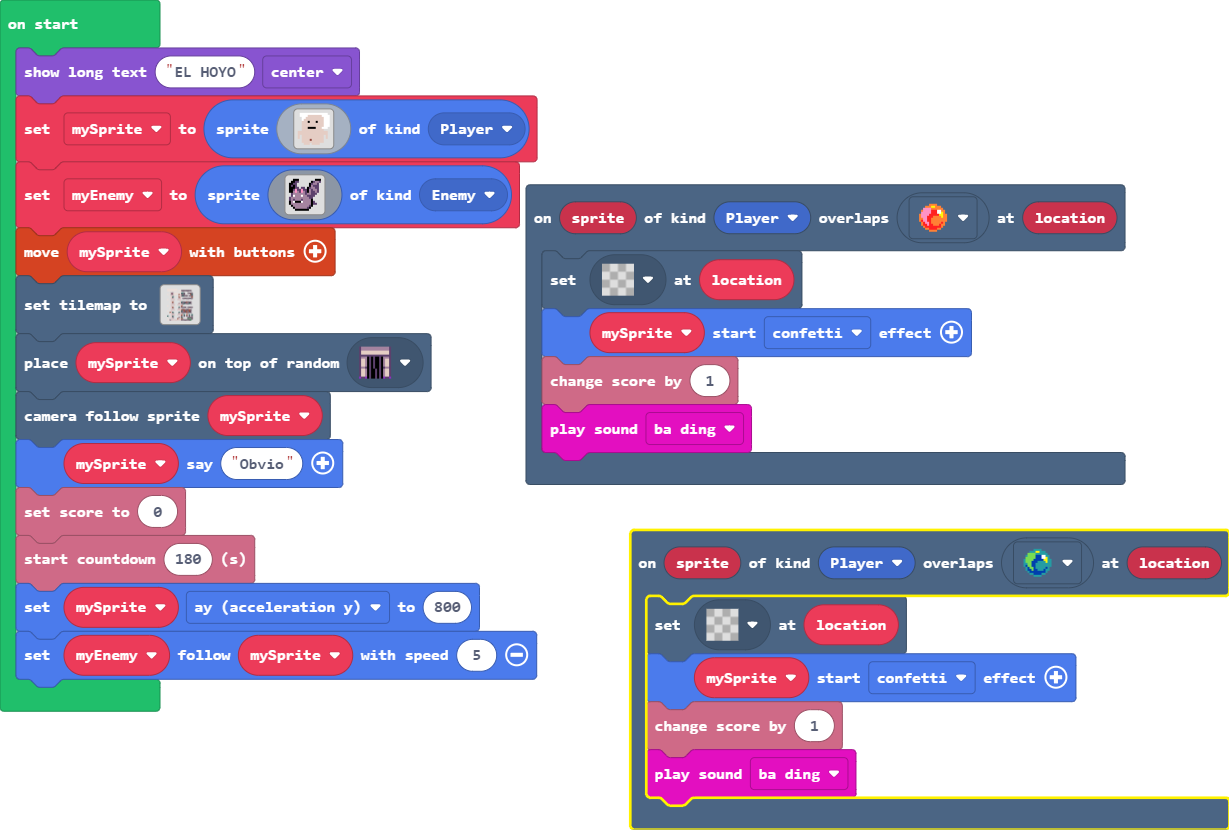 on start
show long text "EL HOYO" center
set mySprite to sprite of kind Player
set myEnemy to sprite of kind Enemy
move mySprite with buttons
set tilemap to
place mySprite on top of random
camera follow sprite mySprite
mySprite say "Obvio"
set score to 0
start countdown 180 (s)
set mySprite ay (acceleration y) to 800
set myEnemy follow mySprite with speed 5
on sprite of kind Player overlaps at location
set at location
mySprite start confetti effect
change score by 1
play sound ba ding
on sprite of kind Player overlaps at location
set at location
mySprite start confetti effect
change score by 1
play sound ba ding